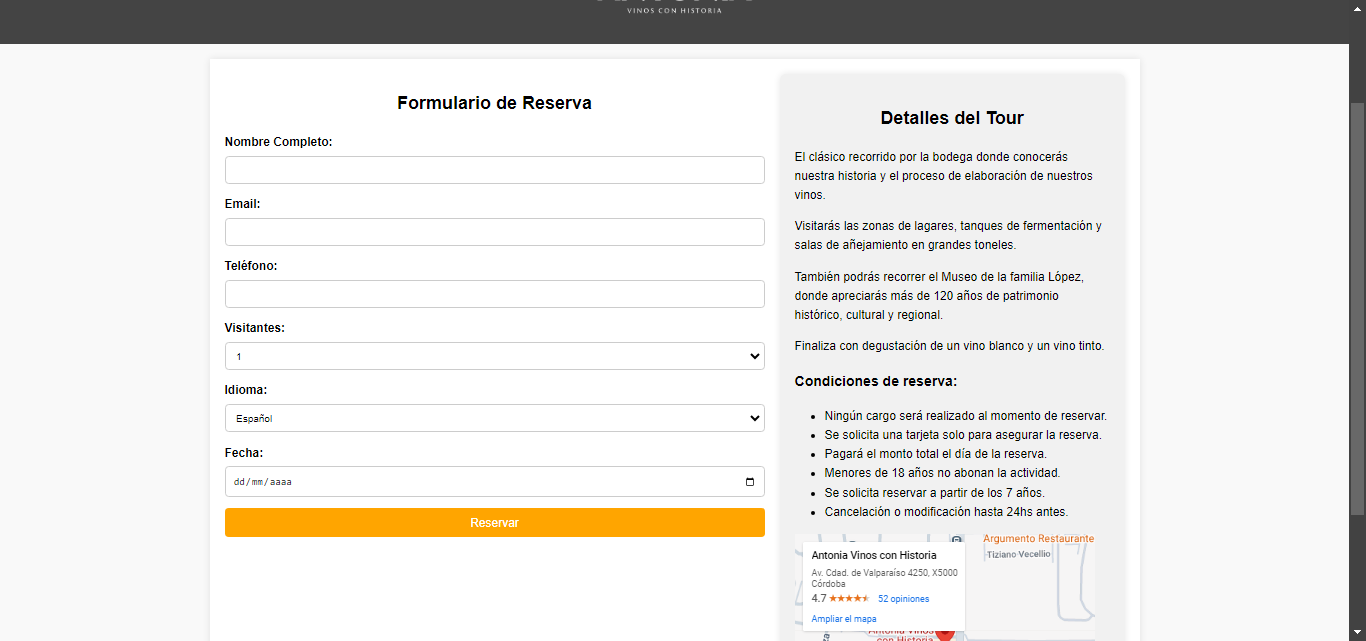 VINOS CON HISTORIA
Formulario de Reserva
Nombre Completo:
Email:
Teléfono:
Visitantes:
1
Idioma:
Español
Fecha:
dd/mm/aaaa
Reservar
Detalles del Tour
El clásico recorrido por la bodega donde conocerás
nuestra historia y el proceso de elaboración de nuestros
vinos.
Visitarás las zonas de lagares, tanques de fermentación y
salas de añejamiento en grandes toneles.
También podrás recorrer el Museo de la familia López,
donde apreciarás más de 120 años de patrimonio
histórico, cultural y regional.
Finaliza con degustación de un vino blanco y un vino tinto.
Condiciones de reserva:
Ningún cargo será realizado al momento de reservar.
Se solicita una tarjeta solo para asegurar la reserva.
Pagará el monto total el día de la reserva.
Menores de 18 años no abonan la actividad.
Se solicita reservar a partir de los 7 años.
Cancelación o modificación hasta 24hs antes.
Argumento Restaurante
Tiziano Vecellio
Antonia Vinos con Historia
Av. Cdad. de Valparaíso 4250, X5000
Córdoba
4.7 52 opiniones
Ampliar el mapa
Antonia Vinos
con Historia